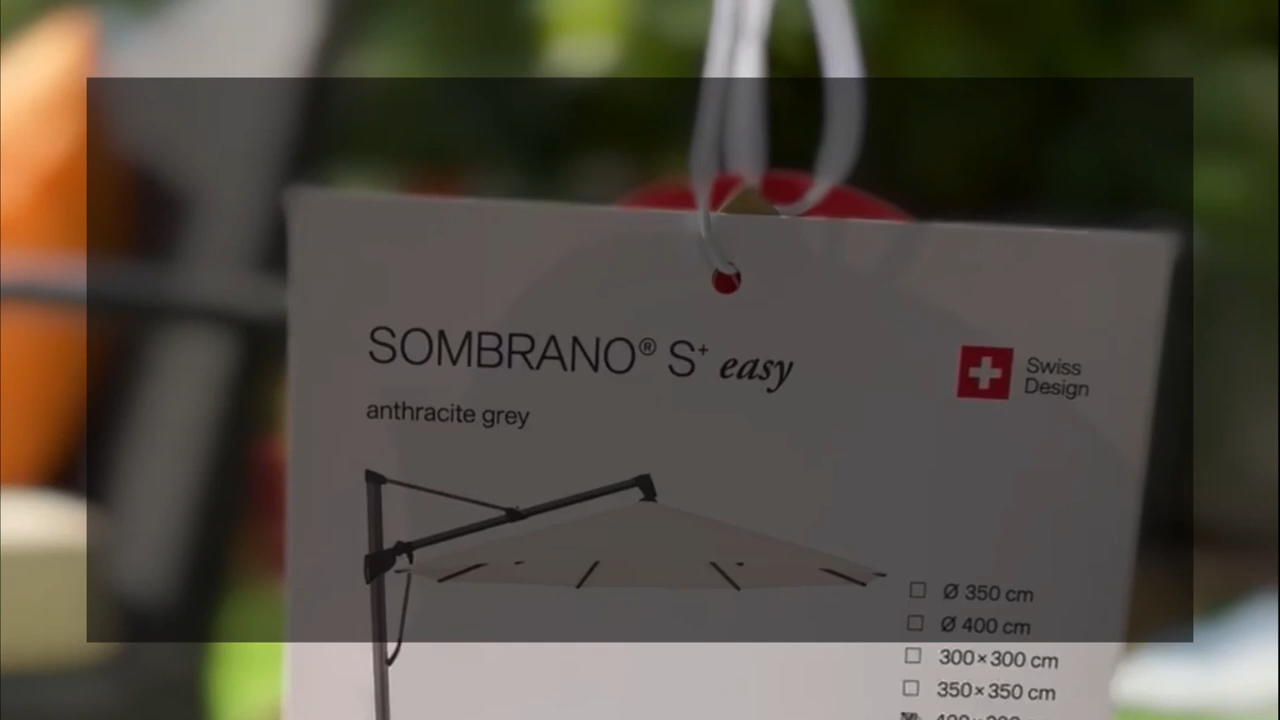 SOMBRANO® S⁺ easy
anthracite grey
Swiss
Design
Ø 350 cm
Ø 400 cm
300×300 cm
350×350 cm